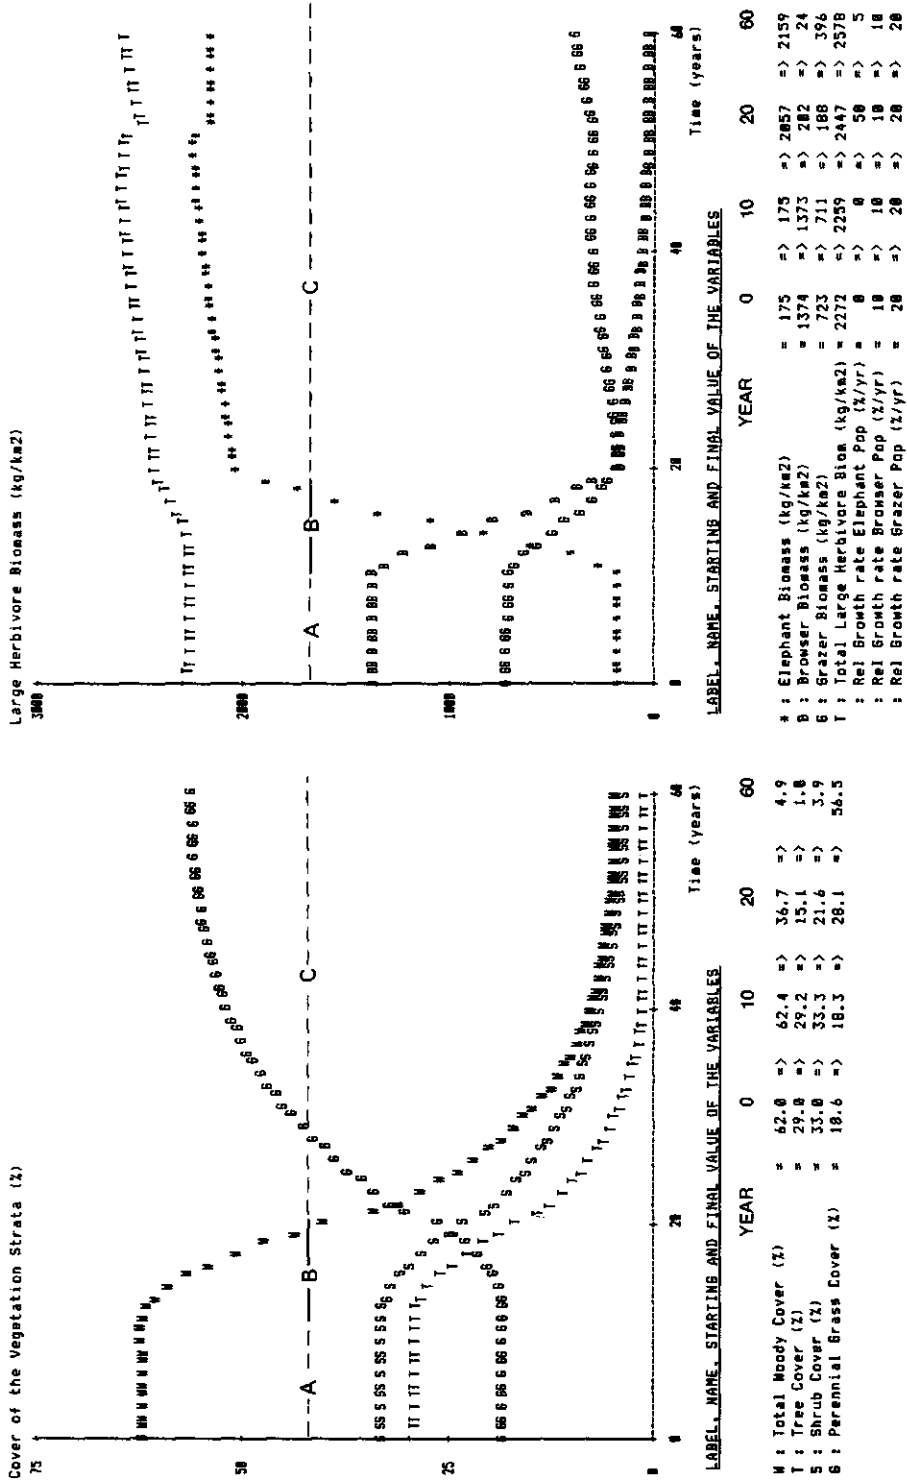 Cover of the Vegetation Strata (%)
75
50
25
0
A
B
C
0
20
40
60
Time (years)
LABEL, NAME, STARTING AND FINAL VALUE OF THE VARIABLES
YEAR 0 10 20 60
W : Total Woody Cover (%) = 62.0 => 62.4 => 36.7 => 4.9
T : Tree Cover (%) = 29.0 => 29.2 => 15.1 => 1.0
S : Shrub Cover (%) = 33.0 => 33.3 => 21.6 => 3.9
G : Perennial Grass Cover (%) = 18.6 => 18.3 => 28.1 => 56.5
Large Herbivore Biomass (kg/km2)
3000
2000
1000
0
A
B
C
0
20
40
60
Time (years)
LABEL, NAME, STARTING AND FINAL VALUE OF THE VARIABLES
YEAR 0 10 20 60
* : Elephant Biomass (kg/km2) = 175 => 175 => 2057 => 2159
B : Browser Biomass (kg/km2) = 1374 => 1373 => 202 => 24
G : Grazer Biomass (kg/km2) = 723 => 711 => 188 => 396
T : Total Large Herbivore Biom (kg/km2) = 2272 => 2259 => 2447 => 2578
: Rel Growth rate Elephant Pop (%/yr) = 0 => 0 => 50 => 5
: Rel Growth rate Browser Pop (%/yr) = 10 => 10 => 10 => 10
: Rel Growth rate Grazer Pop (%/yr) = 20 => 20 => 20 => 20